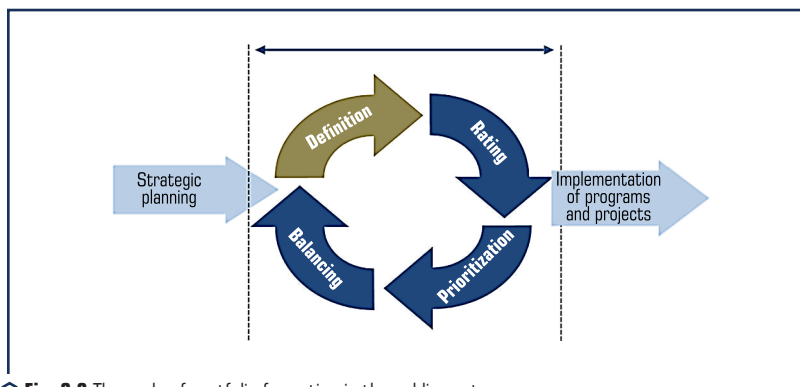 Definition
Rating
Strategic
planning
Implementation
of programs
and projects
Balancing
Prioritization